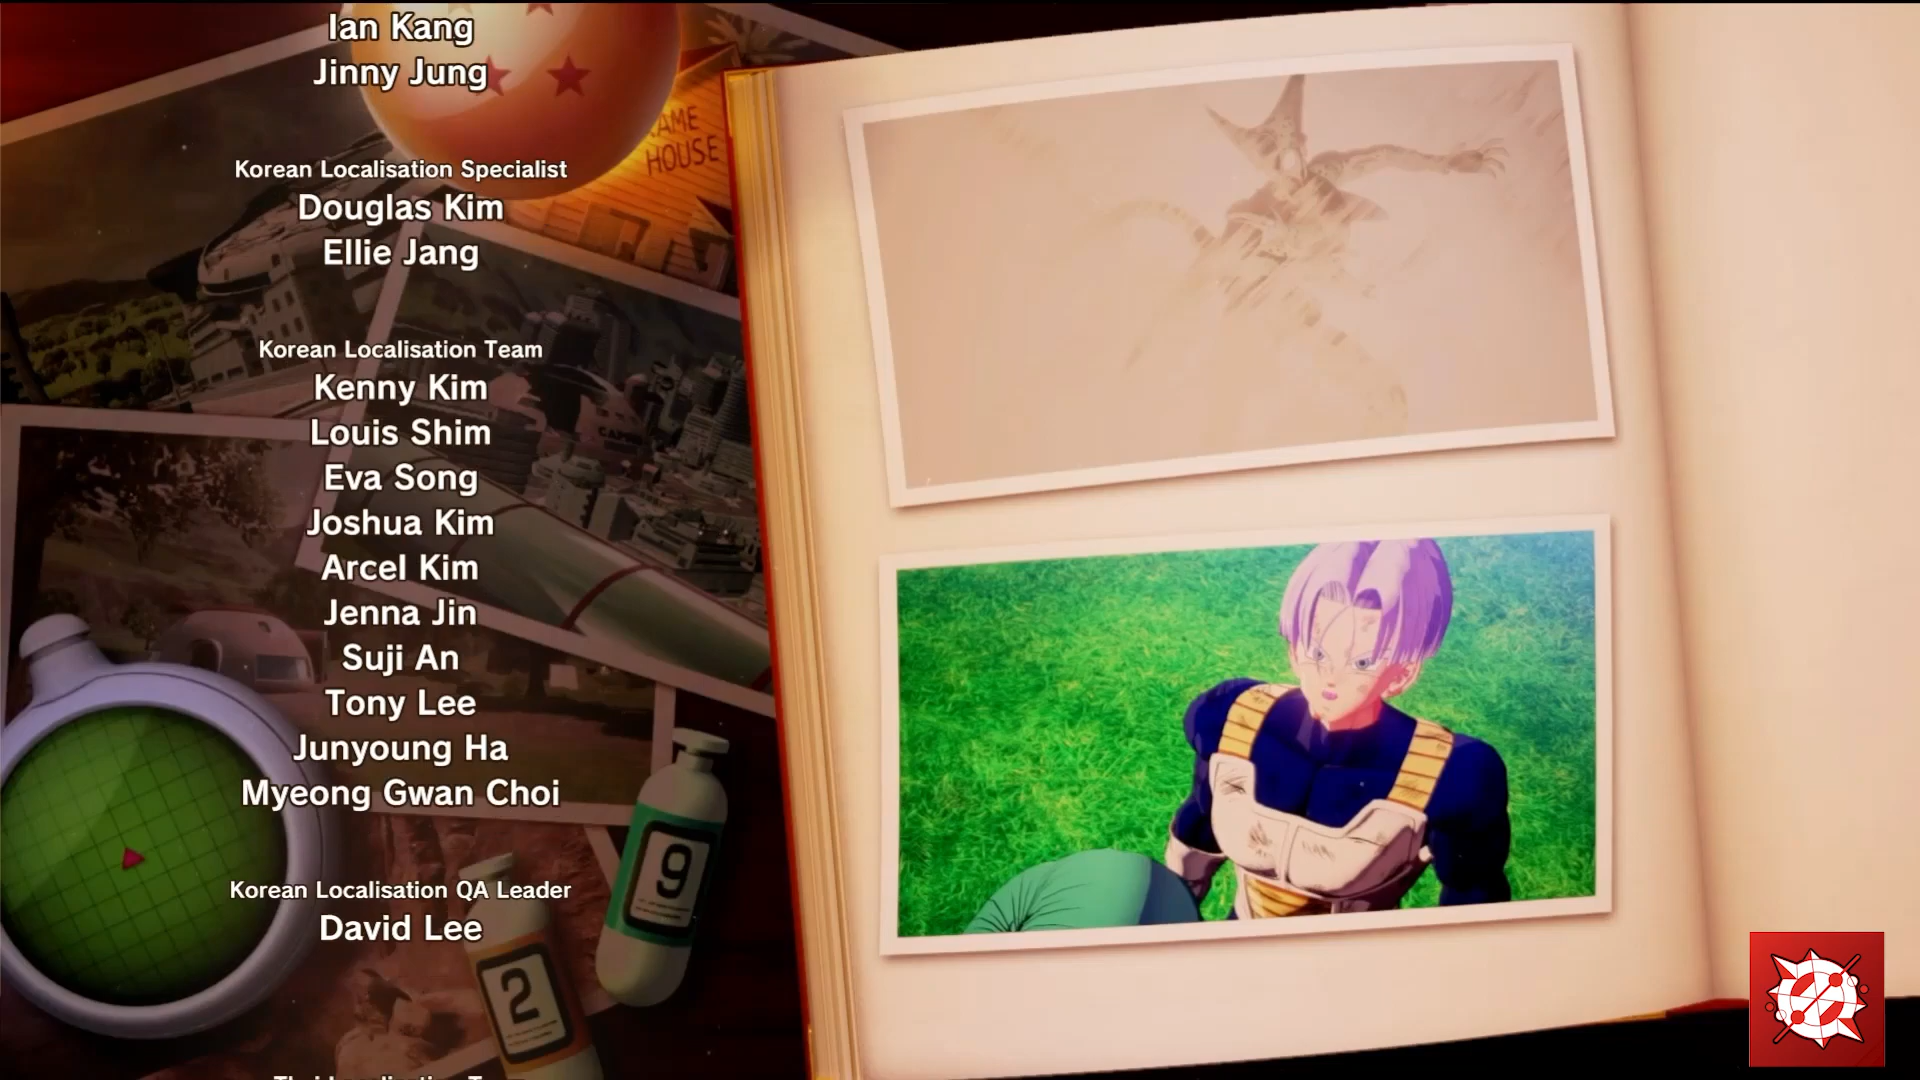 Ian Kang
Jinny Jung
Korean Localisation Specialist
Douglas Kim
Ellie Jang
Korean Localisation Team
Kenny Kim
Louis Shim
Eva Song
Joshua Kim
Arcel Kim
Jenna Jin
Suji An
Tony Lee
Junyoung Ha
Myeong Gwan Choi
Korean Localisation QA Leader
David Lee
HOUSE
9
2